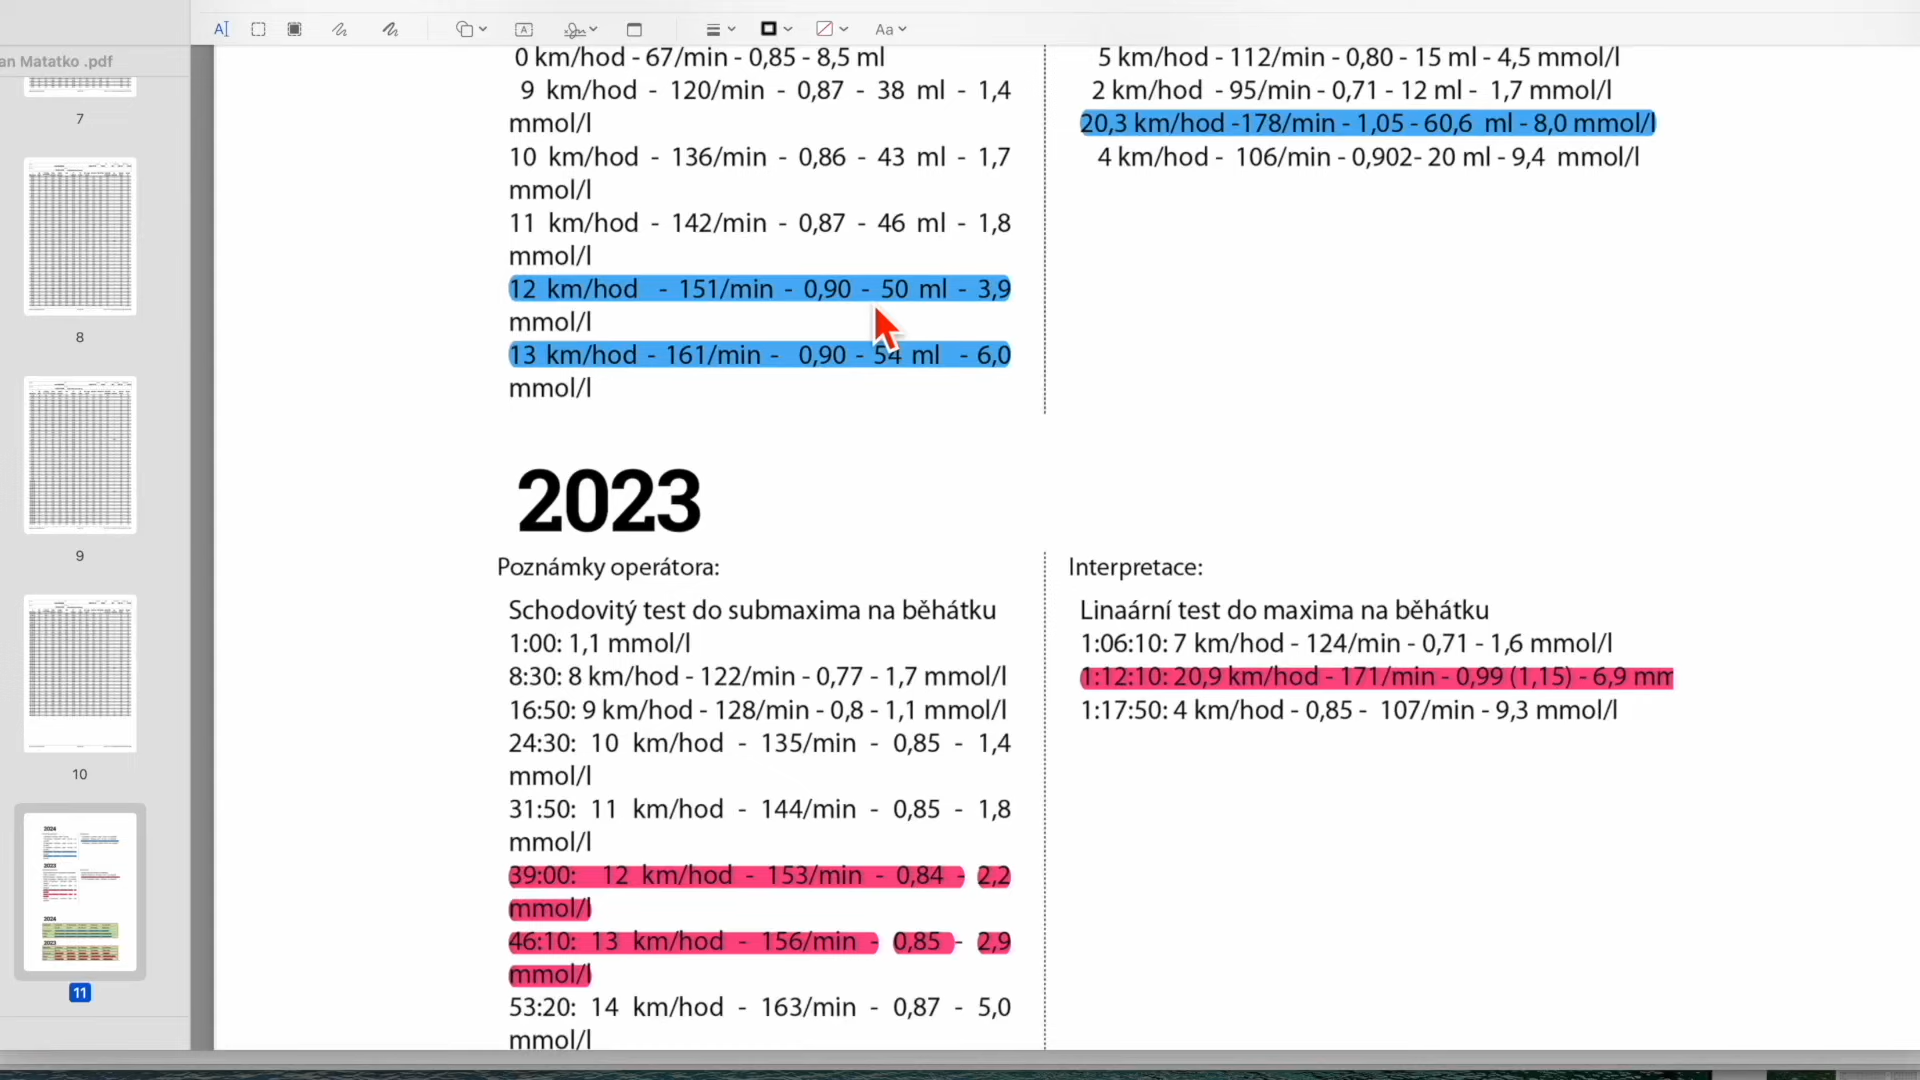 an Matatko .pdf
7
8
9
10
11
0 km/hod - 67/min - 0,85 - 8,5 ml
9 km/hod - 120/min - 0,87 - 38 ml - 1,4
mmol/l
10 km/hod - 136/min - 0,86 - 43 ml - 1,7
mmol/l
11 km/hod - 142/min - 0,87 - 46 ml - 1,8
mmol/l
12 km/hod - 151/min - 0,90 - 50 ml - 3,9
mmol/l
13 km/hod - 161/min - 0,90 - 54 ml - 6,0
mmol/l
5 km/hod - 112/min - 0,80 - 15 ml - 4,5 mmol/l
2 km/hod - 95/min - 0,71 - 12 ml - 1,7 mmol/l
20,3 km/hod -178/min - 1,05 - 60,6 ml - 8,0 mmol/l
4 km/hod - 106/min - 0,902- 20 ml - 9,4 mmol/l
2023
Poznámky operátora:
Schodovitý test do submaxima na běhátku
1:00: 1,1 mmol/l
8:30: 8 km/hod - 122/min - 0,77 - 1,7 mmol/l
16:50: 9 km/hod - 128/min - 0,8 - 1,1 mmol/l
24:30: 10 km/hod - 135/min - 0,85 - 1,4
mmol/l
31:50: 11 km/hod - 144/min - 0,85 - 1,8
mmol/l
39:00: 12 km/hod - 153/min - 0,84 - 2,2
mmol/l
46:10: 13 km/hod - 156/min - 0,85 - 2,9
mmol/l
53:20: 14 km/hod - 163/min - 0,87 - 5,0
mmol/l
Interpretace:
Linaární test do maxima na běhátku
1:06:10: 7 km/hod - 124/min - 0,71 - 1,6 mmol/l
1:12:10: 20,9 km/hod - 171/min - 0,99 (1,15) - 6,9 mm
1:17:50: 4 km/hod - 0,85 - 107/min - 9,3 mmol/l